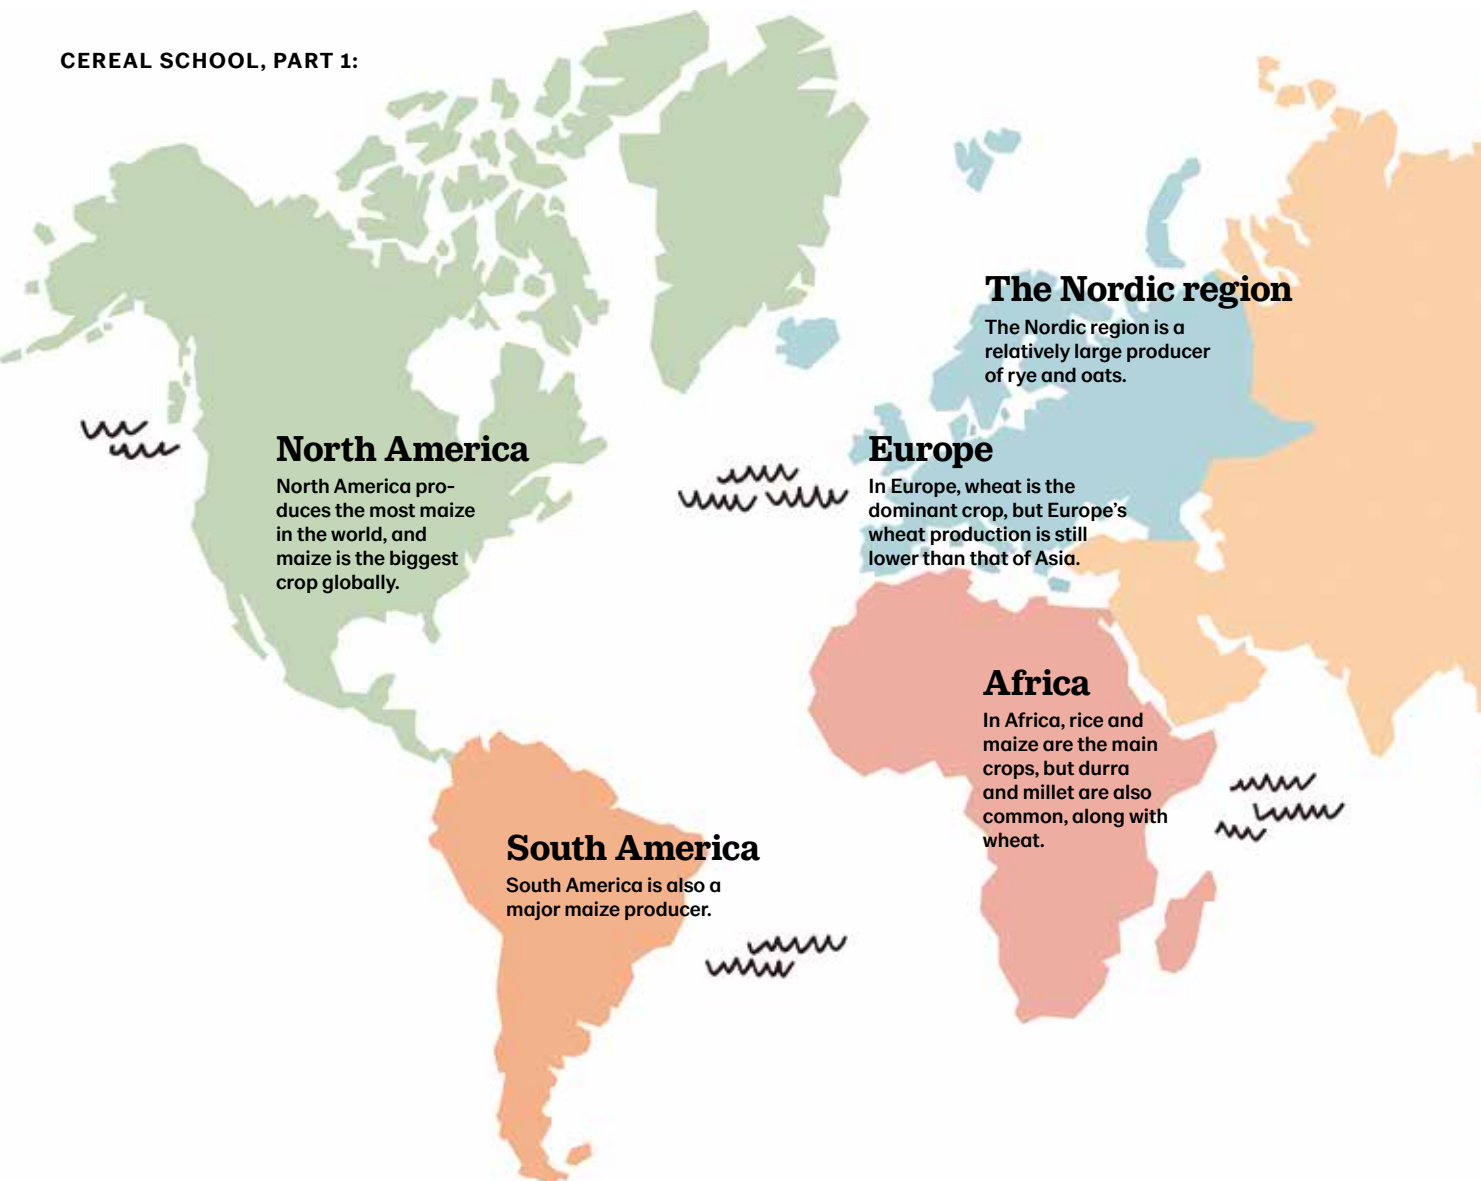 CEREAL SCHOOL, PART 1:
The Nordic region
The Nordic region is a
relatively large producer
of rye and oats.
North America
North America pro-
duces the most maize
in the world, and
maize is the biggest
crop globally.
Europe
In Europe, wheat is the
dominant crop, but Europe’s
wheat production is still
lower than that of Asia.
Africa
In Africa, rice and
maize are the main
crops, but durra
and millet are also
common, along with
wheat.
South America
South America is also a
major maize producer.